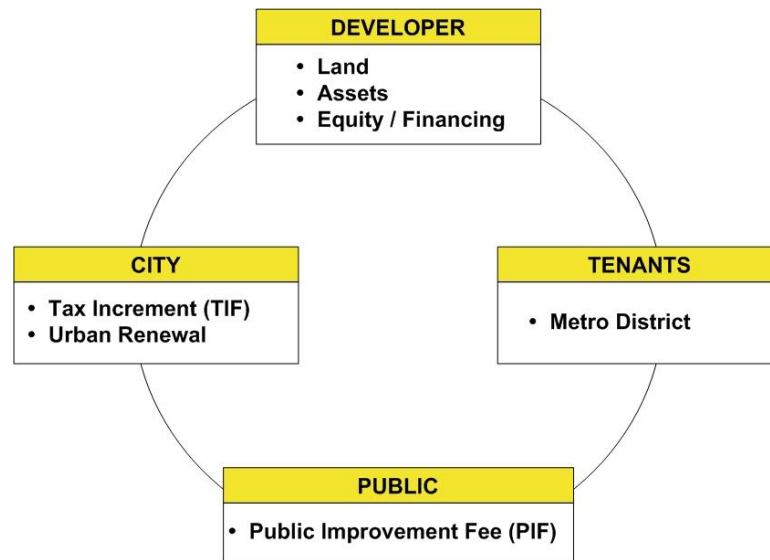 DEVELOPER
• Land
• Assets
• Equity / Financing
CITY
• Tax Increment (TIF)
• Urban Renewal
TENANTS
• Metro District
PUBLIC
• Public Improvement Fee (PIF)